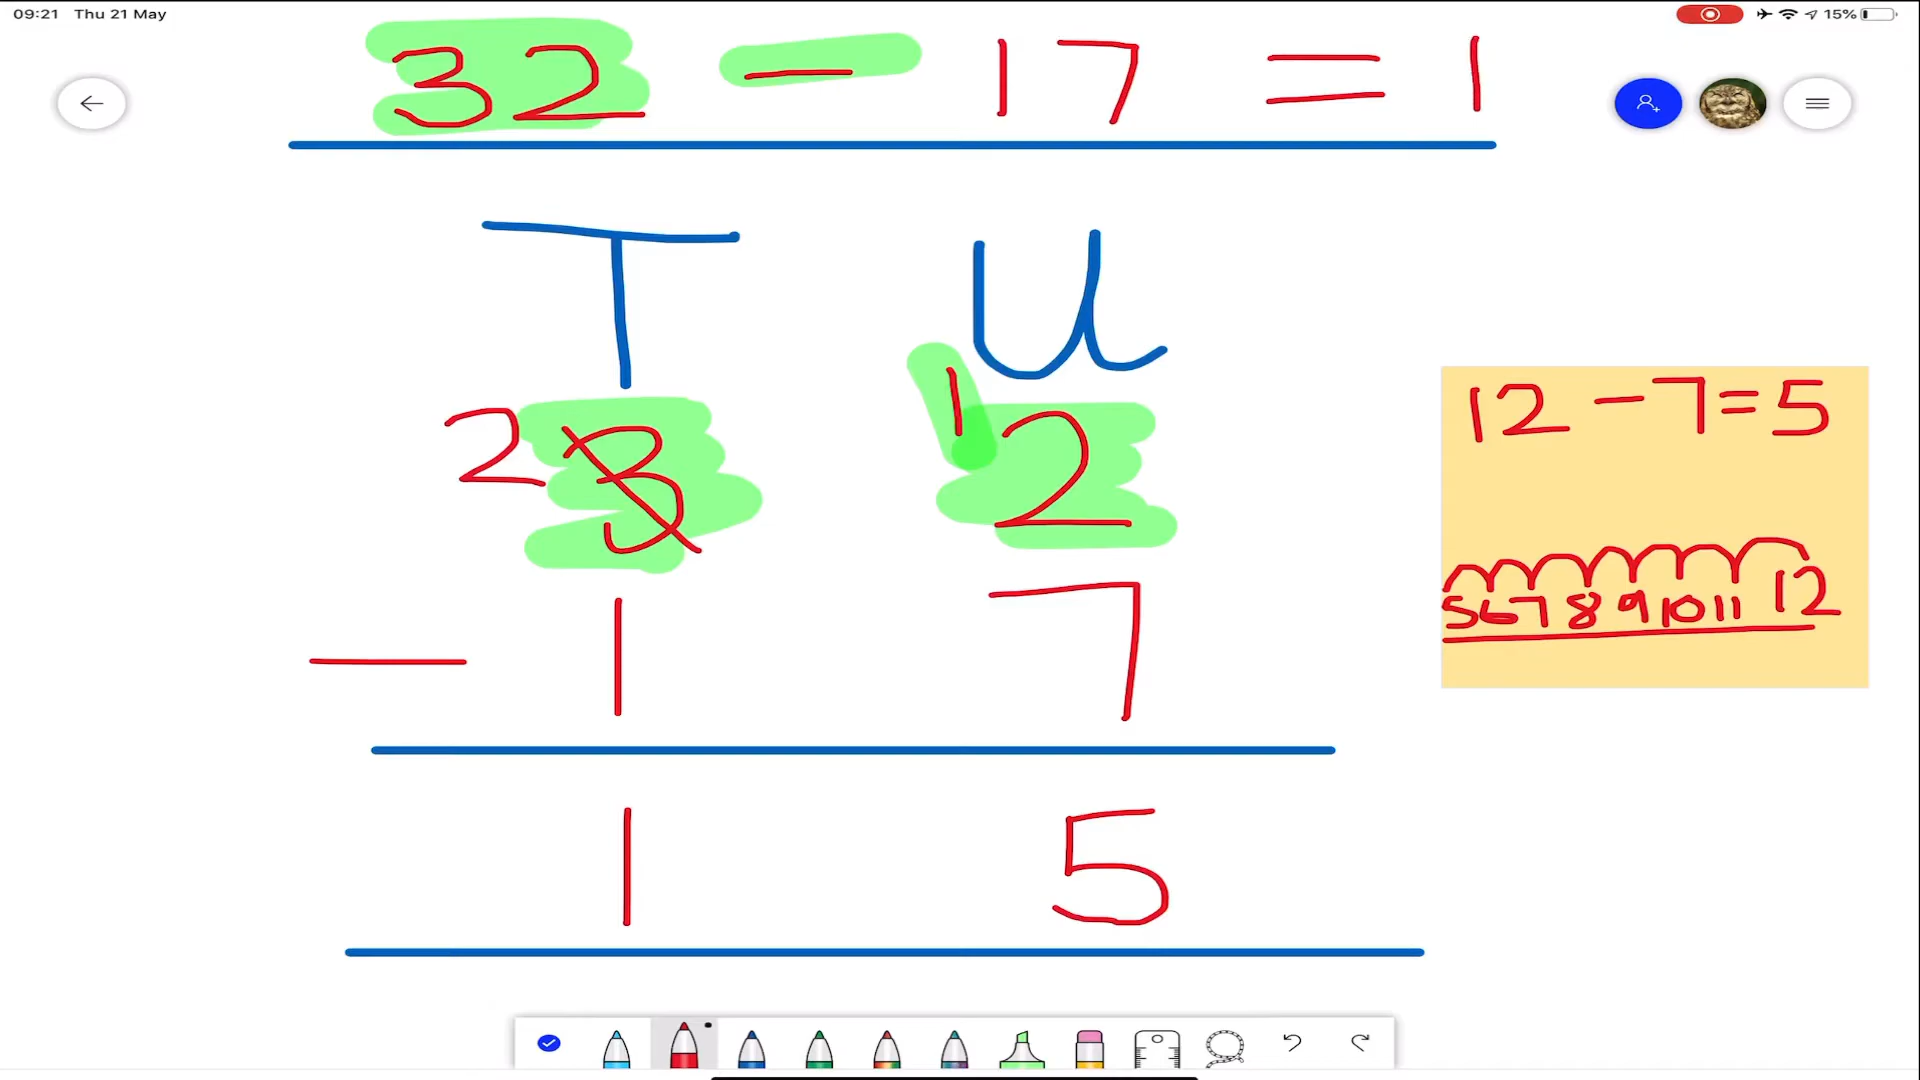 09:21 Thu 21 May
15%
32 - 17 = 1
T U
2 3 1 2
- 1 7
1 5
12 - 7 = 5
5 6 7 8 9 10 11 12